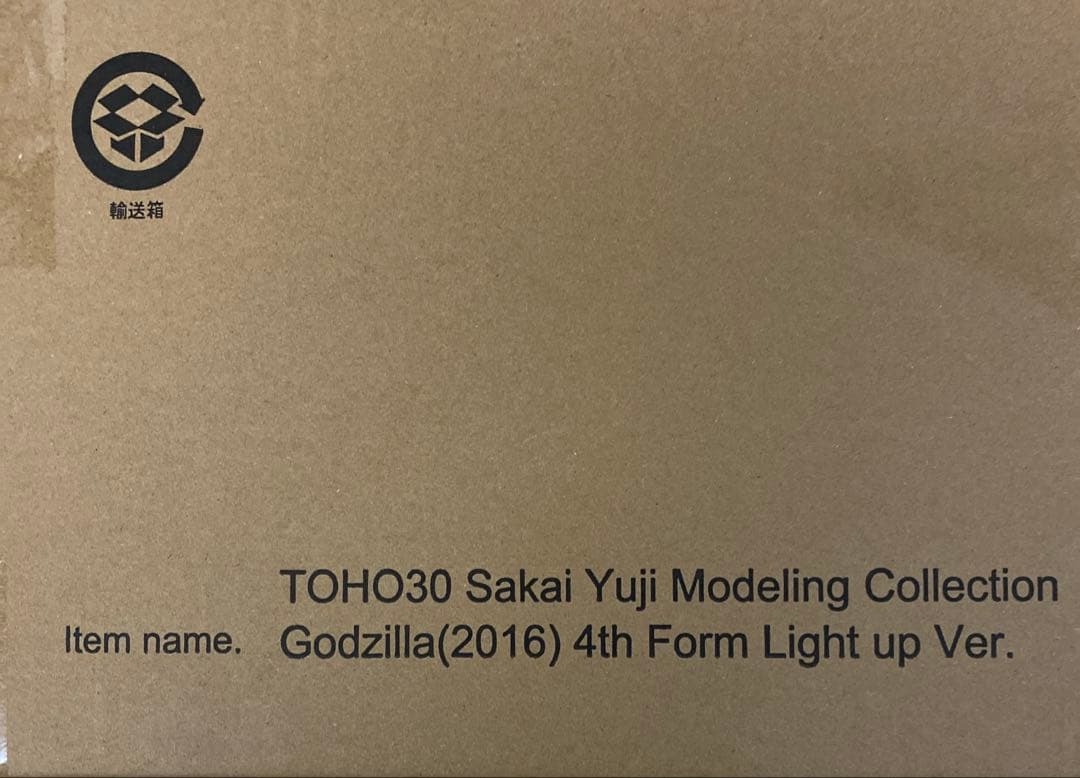 輸送箱
TOHO30 Sakai Yuji Modeling Collection
Item name. Godzilla(2016) 4th Form Light up Ver.